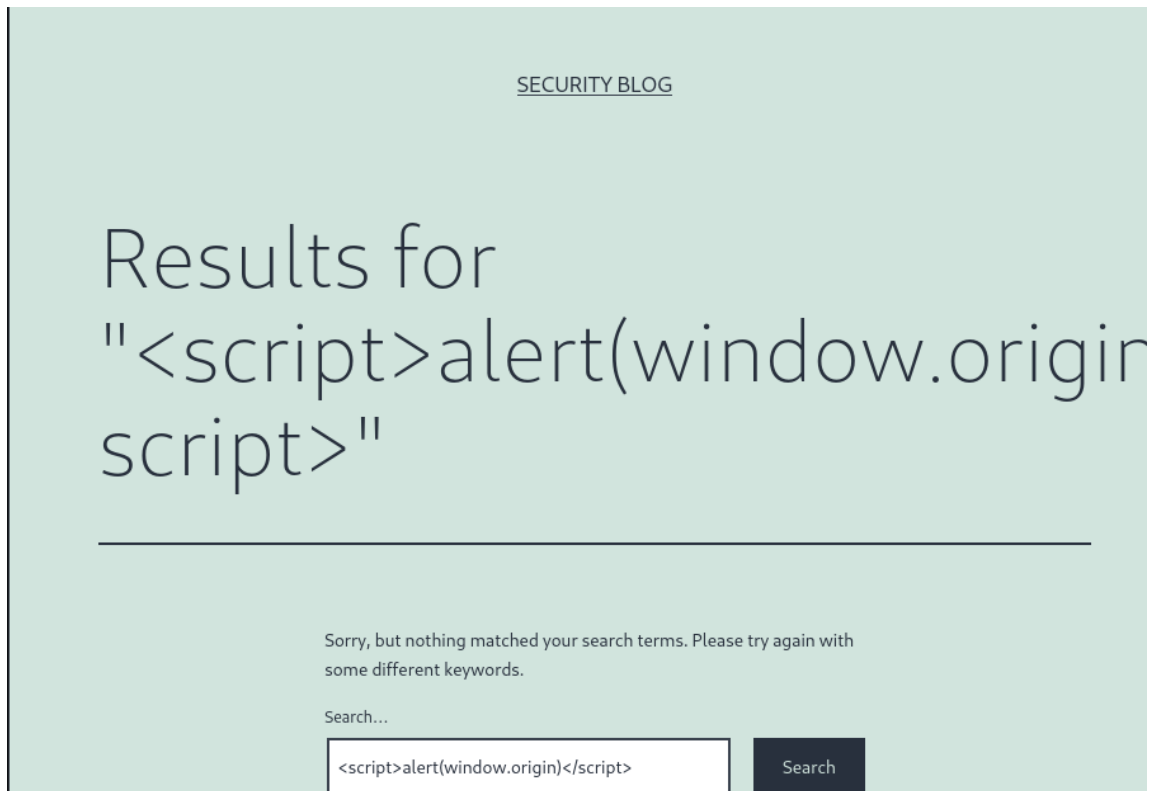 SECURITY BLOG
Results for
"<script>alert(window.origin
script>"
Sorry, but nothing matched your search terms. Please try again with
some different keywords.
Search...
<script>alert(window.origin)</script>
Search